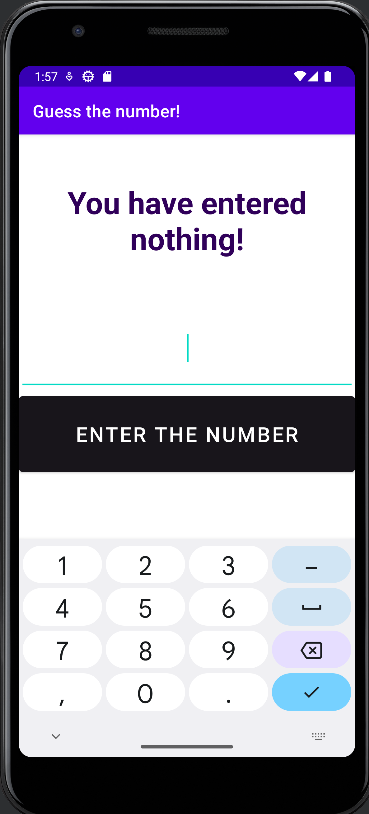 1:57
Guess the number!
You have entered
nothing!
ENTER THE NUMBER
1 2 3 –
4 5 6
7 8 9
, 0 .